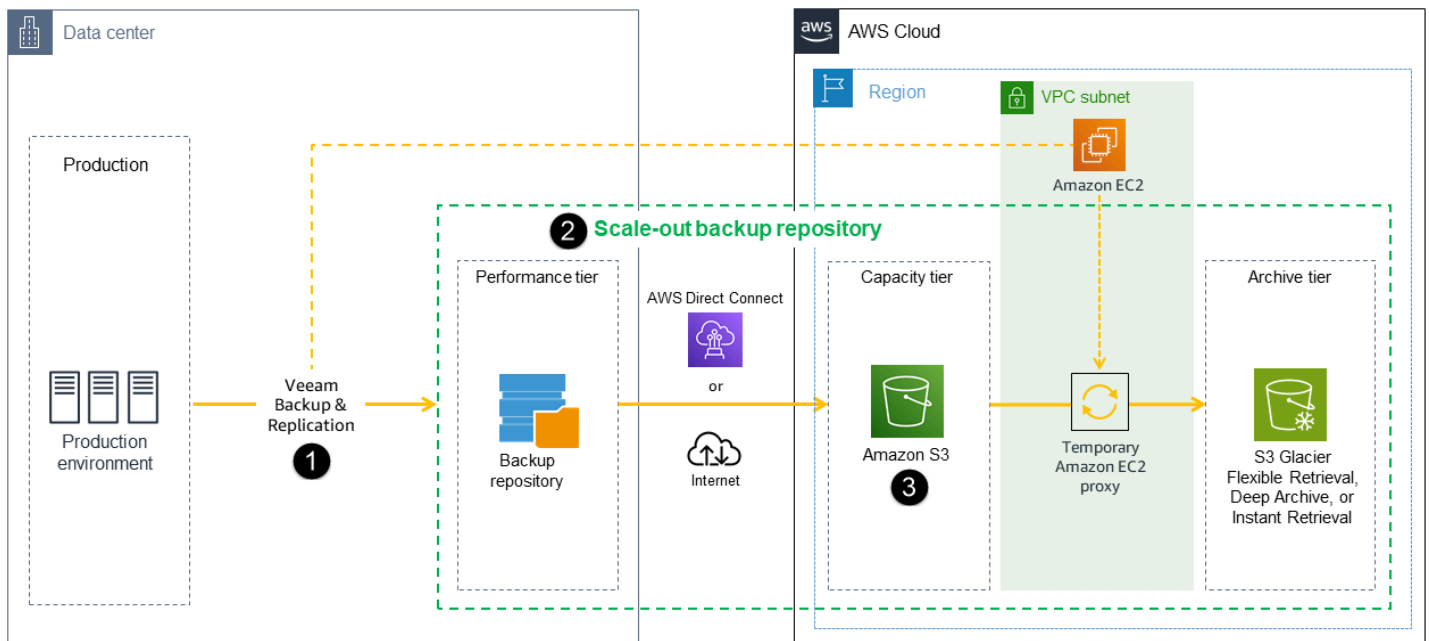 Data center
aws
AWS Cloud
Region
VPC subnet
Production
Amazon EC2
2 Scale-out backup repository
Performance tier
AWS Direct Connect
Capacity tier
Archive tier
or
Veeam
Backup &
Replication
1
Production
environment
Backup
repository
Internet
Amazon S3
3
Temporary
Amazon EC2
proxy
S3 Glacier
Flexible Retrieval,
Deep Archive, or
Instant Retrieval